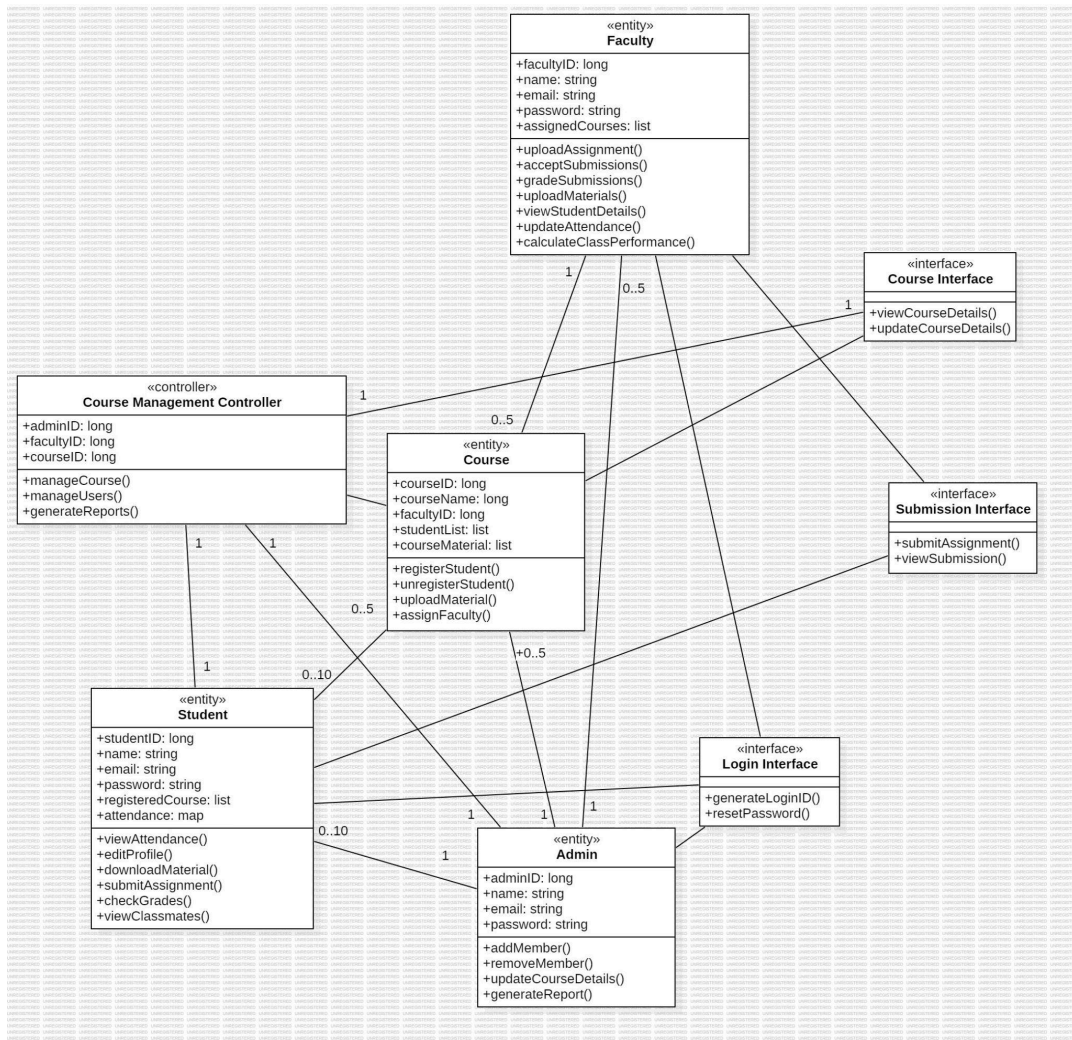 «entity»
Faculty
+facultyID: long
+name: string
+email: string
+password: string
+assignedCourses: list
+uploadAssignment()
+acceptSubmissions()
+gradeSubmissions()
+uploadMaterials()
+viewStudentDetails()
+updateAttendance()
+calculateClassPerformance()
1
0..5
«interface»
Course Interface
+viewCourseDetails()
+updateCourseDetails()
1
«controller»
Course Management Controller
+adminID: long
+facultyID: long
+courseID: long
+manageCourse()
+manageUsers()
+generateReports()
1
1
1
0..5
«entity»
Course
+courseID: long
+courseName: long
+facultyID: long
+studentList: list
+courseMaterial: list
+registerStudent()
+unregisterStudent()
+uploadMaterial()
+assignFaculty()
0..5
+0..5
«interface»
Submission Interface
+submitAssignment()
+viewSubmission()
1
0..10
«entity»
Student
+studentID: long
+name: string
+email: string
+password: string
+registeredCourse: list
+attendance: map
+viewAttendance()
+editProfile()
+downloadMaterial()
+submitAssignment()
+checkGrades()
+viewClassmates()
0..10
«interface»
Login Interface
+generateLoginID()
+resetPassword()
1
1
1
1
«entity»
Admin
+adminID: long
+name: string
+email: string
+password: string
+addMember()
+removeMember()
+updateCourseDetails()
+generateReport()